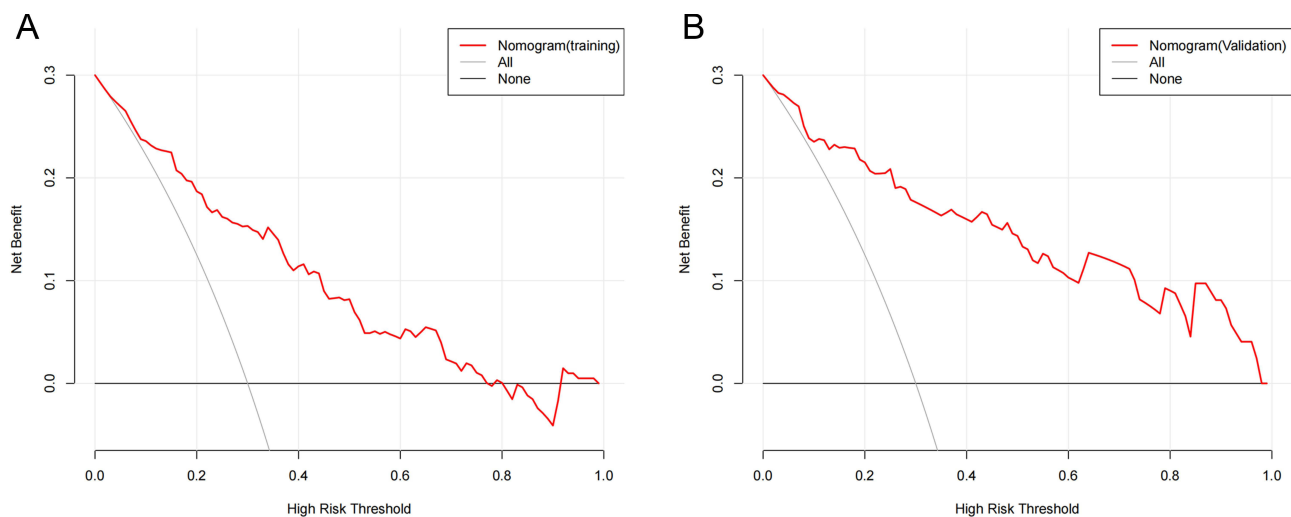 A
Nomogram(training)
All
None
0.3
0.2
0.1
0.0
Net Benefit
0.0
0.2
0.4
0.6
0.8
1.0
High Risk Threshold
B
Nomogram(Validation)
All
None
0.3
0.2
0.1
0.0
Net Benefit
0.0
0.2
0.4
0.6
0.8
1.0
High Risk Threshold